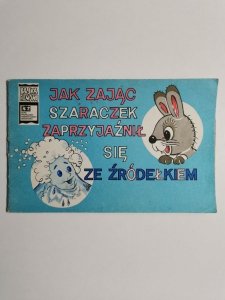 JAK ZAJĄC
SZARACZEK
ZAPRZYJAŹNIŁ
SIĘ
ZE ŹRÓDEŁKIEM